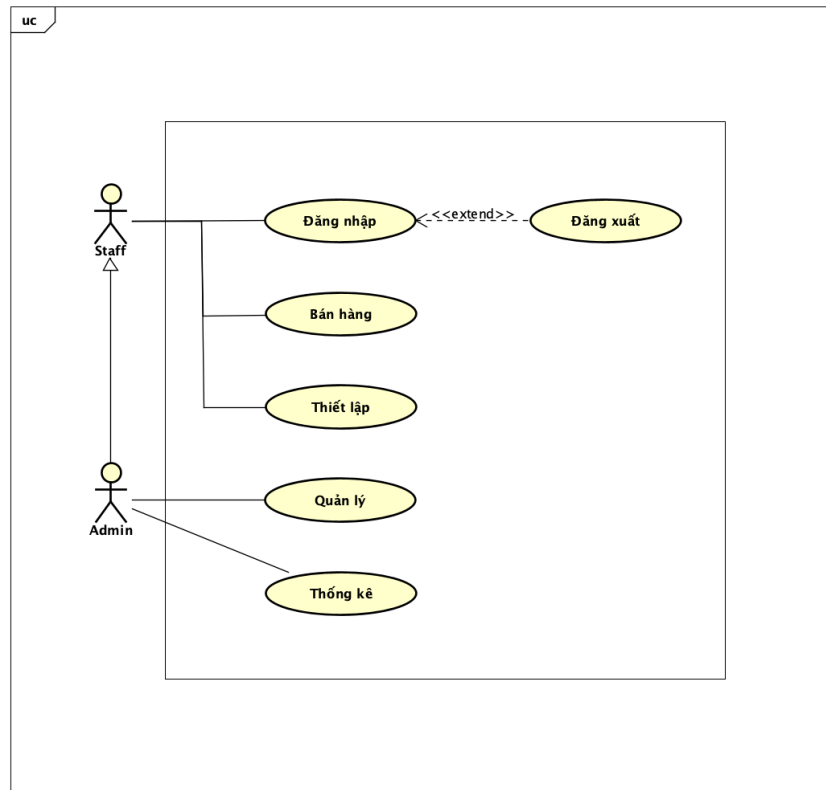 uc
Staff
Đăng nhập
<<extend>>
Đăng xuất
Bán hàng
Thiết lập
Admin
Quản lý
Thống kê